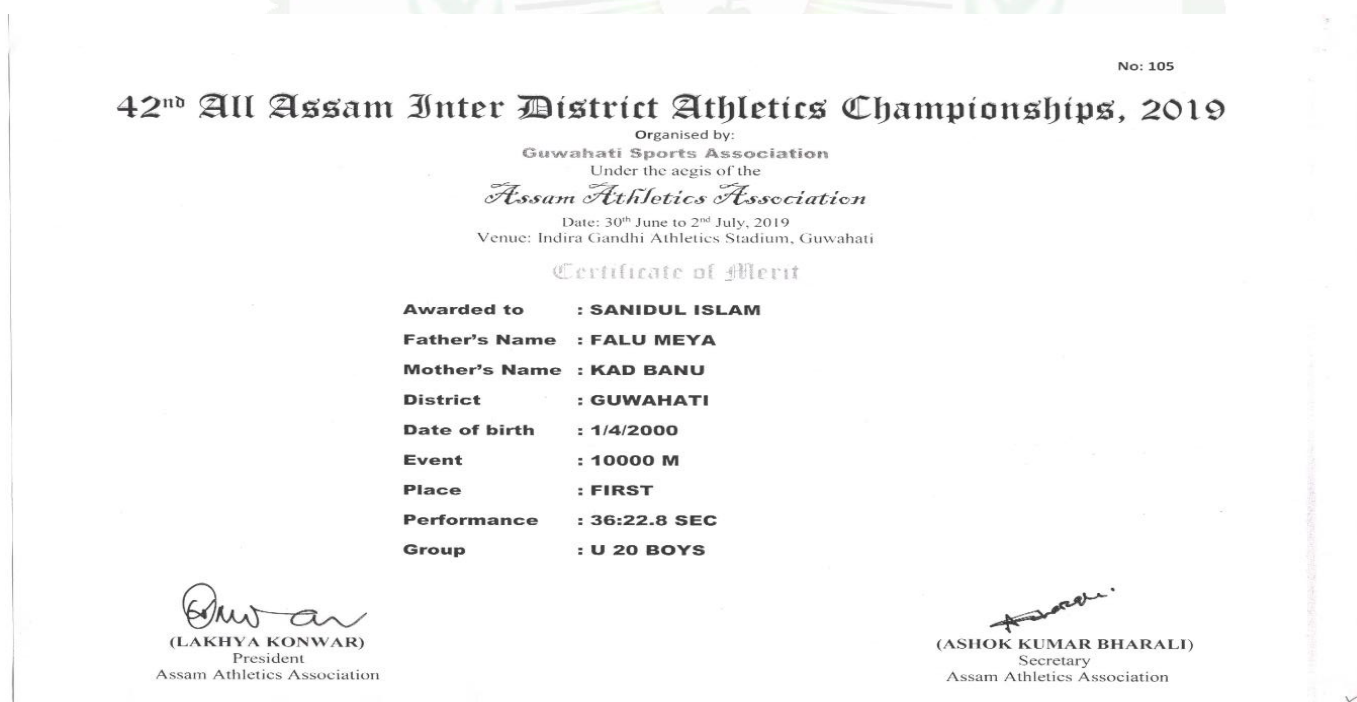 No: 105
42nd All Assam Inter District Athletics Championships, 2019
Organised by:
Guwahati Sports Association
Under the aegis of the
Assam Athletics Association
Date: 30th June to 2nd July, 2019
Venue: Indira Gandhi Athletics Stadium, Guwahati
Certificate of Merit
Awarded to : SANIDUL ISLAM
Father's Name : FALU MEYA
Mother's Name : KAD BANU
District : GUWAHATI
Date of birth : 1/4/2000
Event : 10000 M
Place : FIRST
Performance : 36:22.8 SEC
Group : U 20 BOYS
(LAKHYA KONWAR)
President
Assam Athletics Association
(ASHOK KUMAR BHARALI)
Secretary
Assam Athletics Association